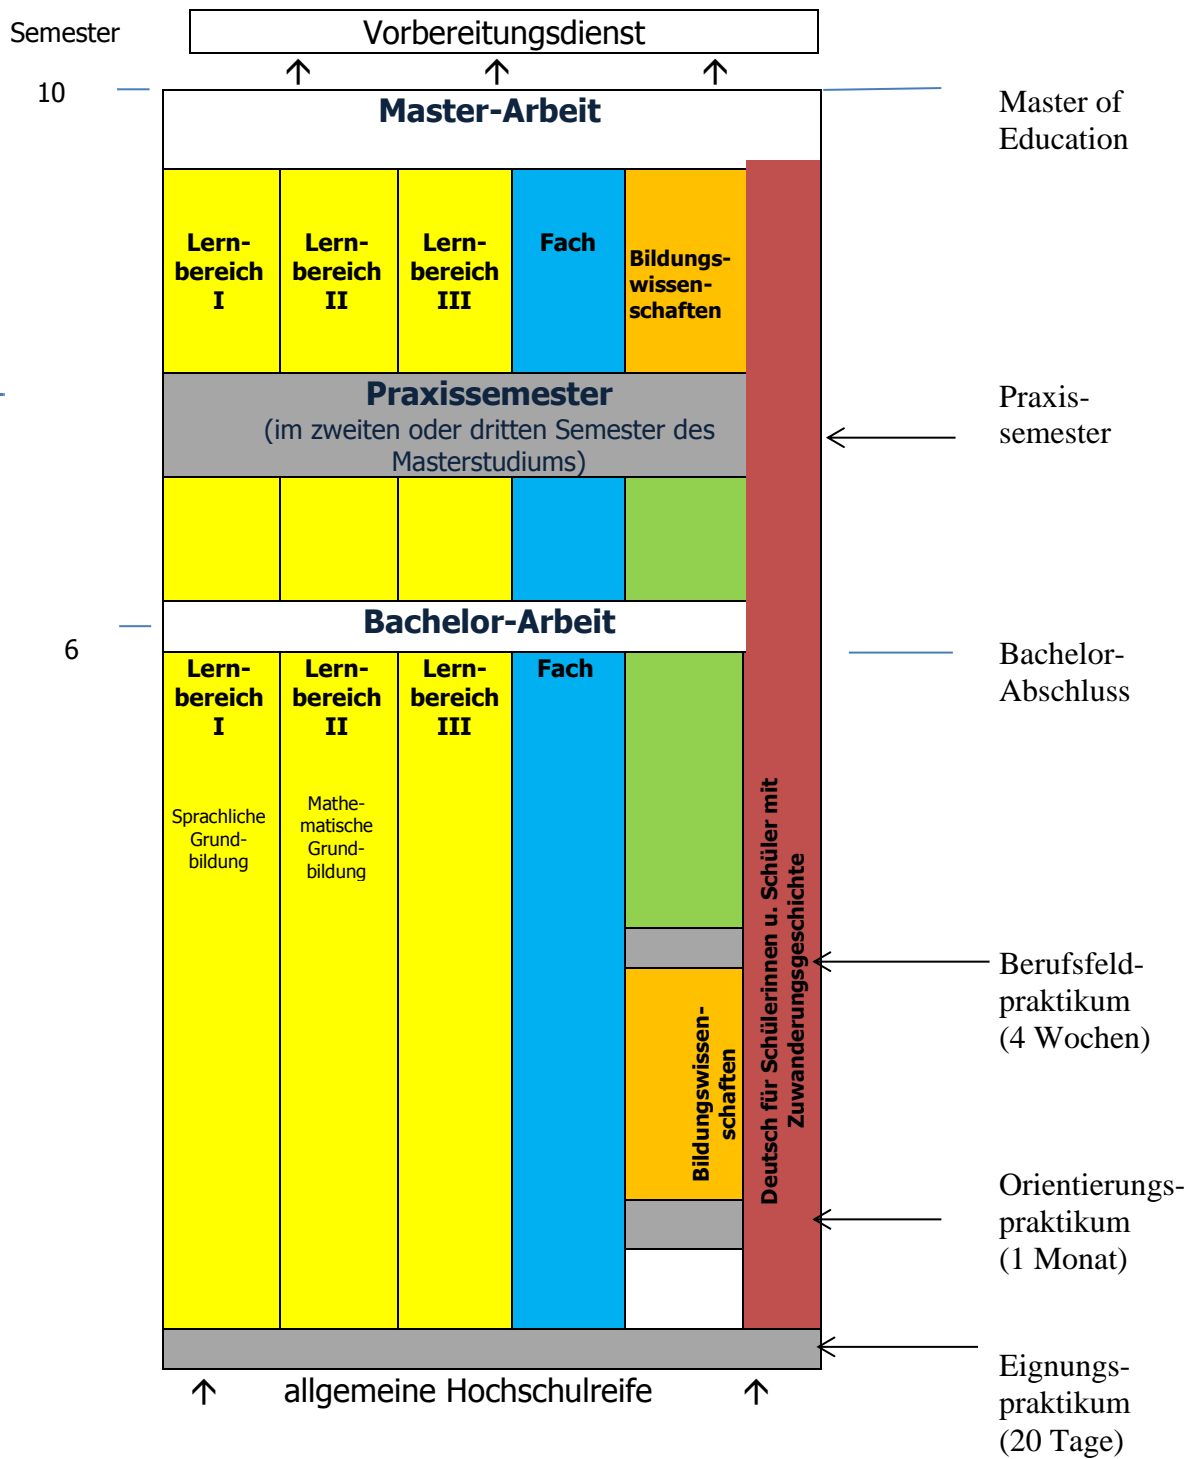 Semester
Vorbereitungsdienst
10
Master-Arbeit
Master of
Education
Lern-
bereich
I
Lern-
bereich
II
Lern-
bereich
III
Fach
Bildungs-
wissen-
schaften
Praxissemester
(im zweiten oder dritten Semester des
Masterstudiums)
Praxis-
semester
6
Bachelor-Arbeit
Bachelor-
Abschluss
Lern-
bereich
I
Sprachliche
Grund-
bildung
Lern-
bereich
II
Mathe-
matische
Grund-
bildung
Lern-
bereich
III
Fach
Bildungswissen-
schaften
Deutsch für Schülerinnen u. Schüler mit
Zuwanderungsgeschichte
Berufsfeld-
praktikum
(4 Wochen)
Orientierungs-
praktikum
(1 Monat)
allgemeine Hochschulreife
Eignungs-
praktikum
(20 Tage)